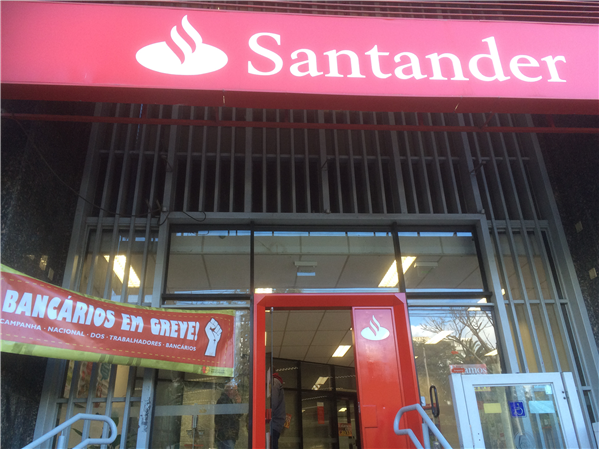 Santander
BANCÁRIOS EM GREVE!
CAMPANHA · NACIONAL · DOS · TRABALHADORES · BANCÁRIOS